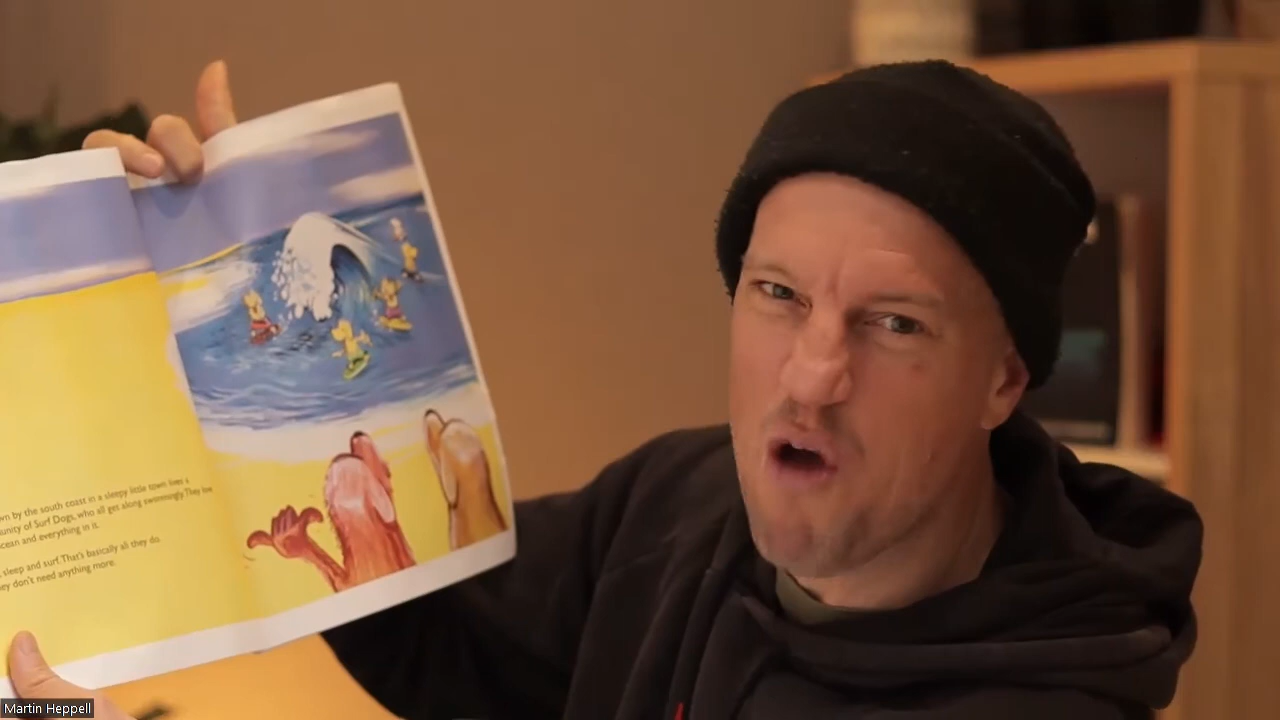 wn by the south coast in a sleepy little town lives a
unity of Surf Dogs, who all get along swimmingly. They love
cean and everything in it.
, sleep and surf. That's basically all they do.
ey don't need anything more.
Martin Heppell